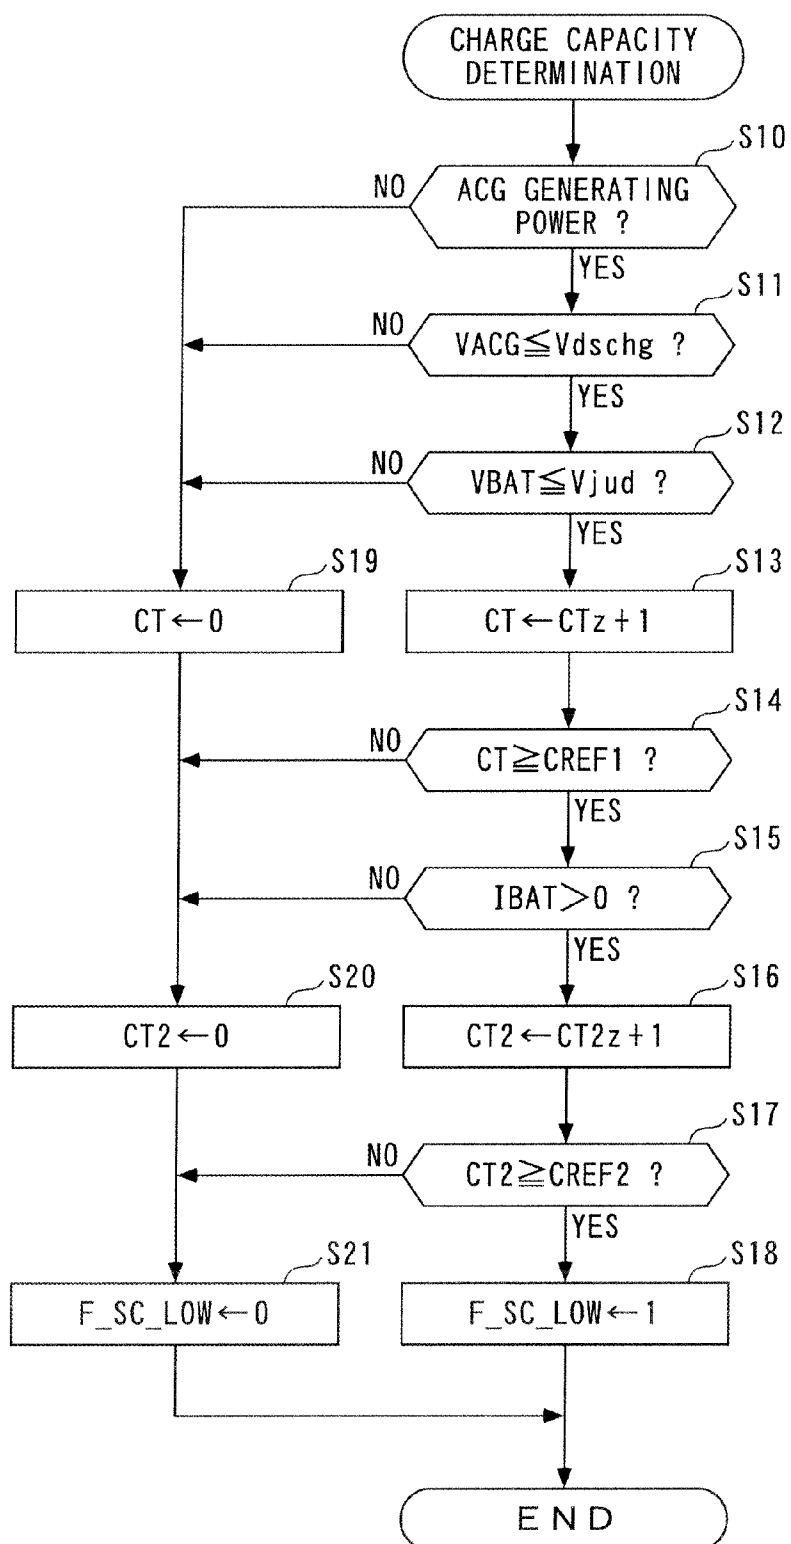 CHARGE CAPACITY
DETERMINATION
S10
NO
ACG GENERATING
POWER ?
YES
S11
NO
VACG≦Vdschg ?
YES
S12
NO
VBAT≦Vjud ?
YES
S19
S13
CT←0
CT←CTz+1
S14
NO
CT≧CREF1 ?
YES
S15
NO
IBAT>0 ?
YES
S20
S16
CT2←0
CT2←CT2z+1
S17
NO
CT2≧CREF2 ?
YES
S21
S18
F_SC_LOW←0
F_SC_LOW←1
END